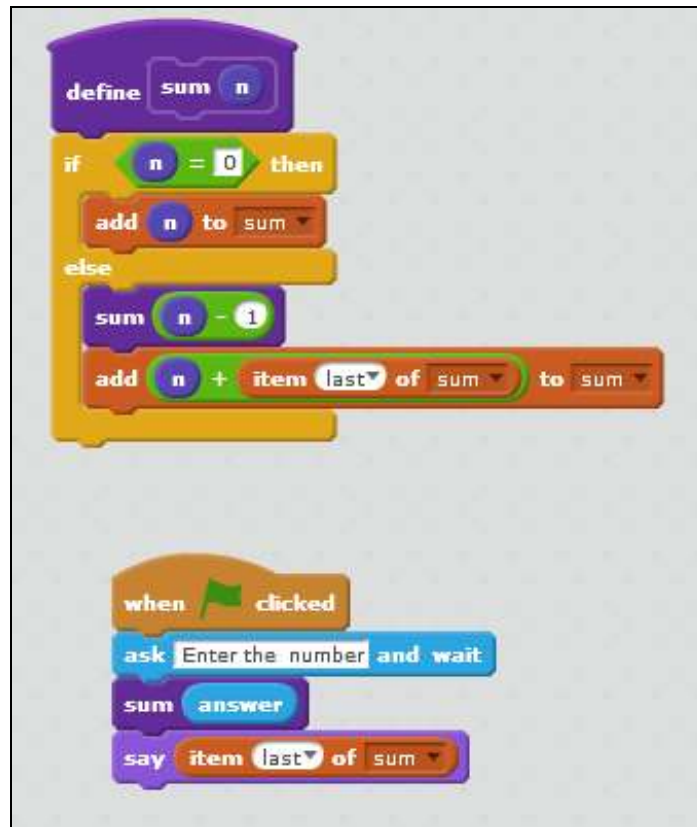 define sum n
if n = 0 then
add n to sum
else
sum n - 1
add n + item last of sum to sum
when clicked
ask Enter the number and wait
sum answer
say item last of sum